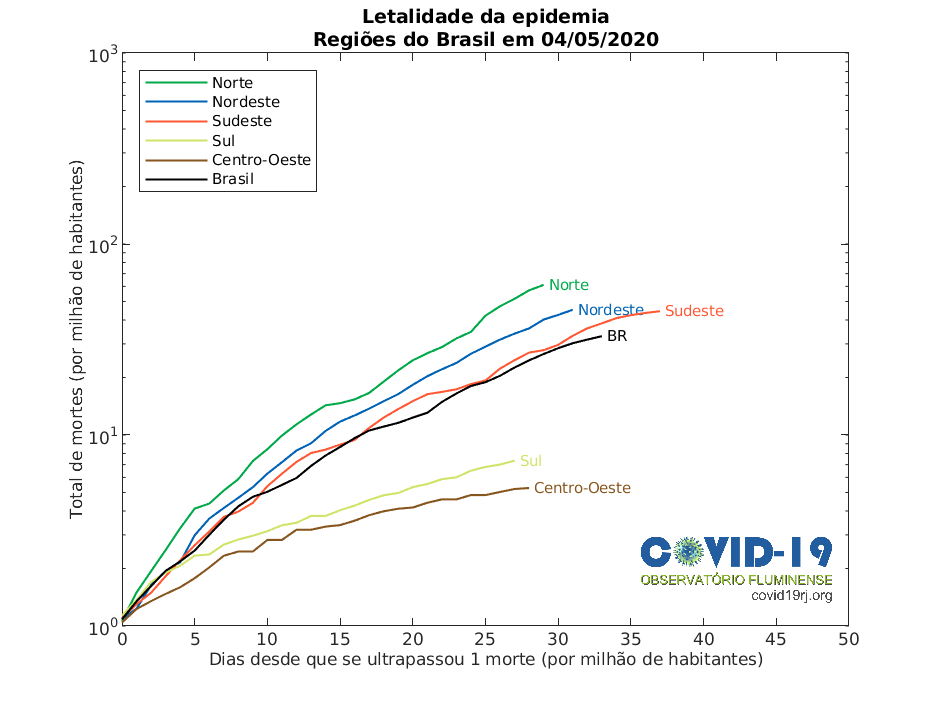 Letalidade da epidemia
Regiões do Brasil em 04/05/2020
Total de mortes (por milhão de habitantes)
10³
10²
10¹
10⁰
Norte
Nordeste
Sudeste
Sul
Centro-Oeste
Brasil
Norte
Nordeste
Sudeste
BR
Sul
Centro-Oeste
COVID-19
OBSERVATÓRIO FLUMINENSE
covid19rj.org
0 5 10 15 20 25 30 35 40 45 50
Dias desde que se ultrapassou 1 morte (por milhão de habitantes)